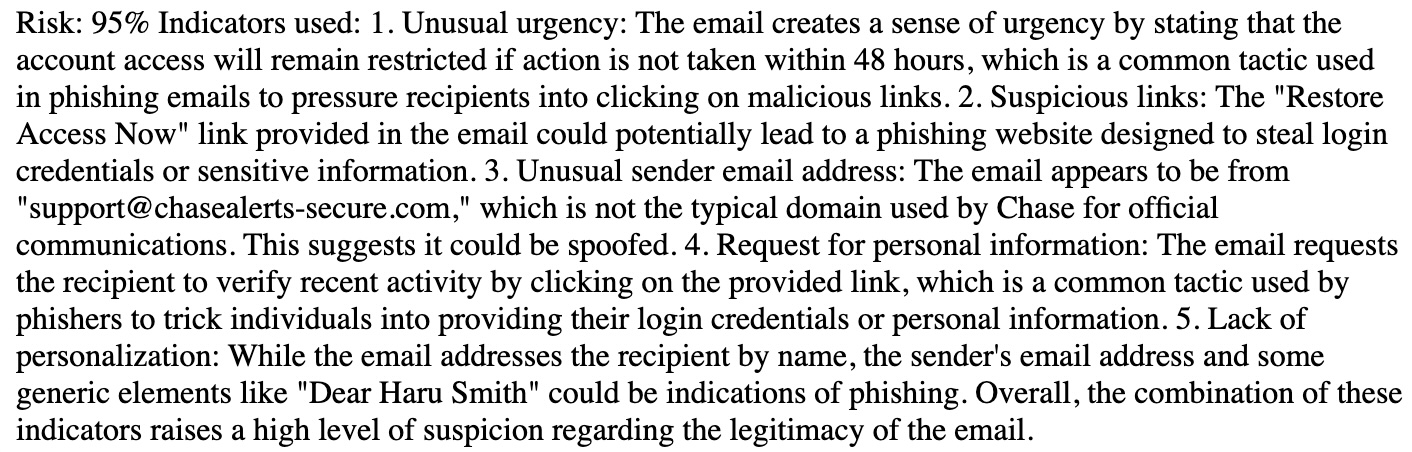 Risk: 95% Indicators used: 1. Unusual urgency: The email creates a sense of urgency by stating that the
account access will remain restricted if action is not taken within 48 hours, which is a common tactic used
in phishing emails to pressure recipients into clicking on malicious links. 2. Suspicious links: The "Restore
Access Now" link provided in the email could potentially lead to a phishing website designed to steal login
credentials or sensitive information. 3. Unusual sender email address: The email appears to be from
"support@chasealerts-secure.com," which is not the typical domain used by Chase for official
communications. This suggests it could be spoofed. 4. Request for personal information: The email requests
the recipient to verify recent activity by clicking on the provided link, which is a common tactic used by
phishers to trick individuals into providing their login credentials or personal information. 5. Lack of
personalization: While the email addresses the recipient by name, the sender's email address and some
generic elements like "Dear Haru Smith" could be indications of phishing. Overall, the combination of these
indicators raises a high level of suspicion regarding the legitimacy of the email.